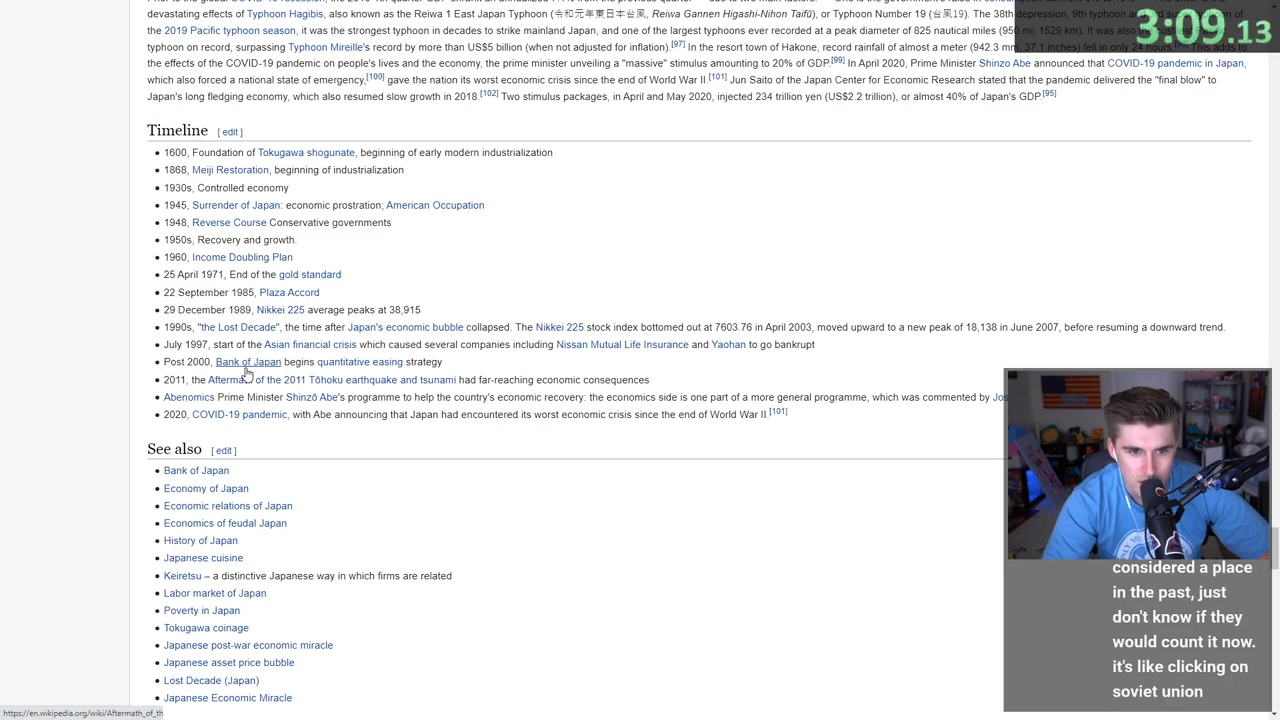 devastating effects of Typhoon Hagibis, also known as the Reiwa 1 East Japan Typhoon (令和元年東日本台風, Reiwa Gannen Higashi-Nihon Taifū), or Typhoon Number 19 (台風19). The 38th depression, 9th typhoon and 3rd super typhoon of
the 2019 Pacific typhoon season, it was the strongest typhoon in decades to strike mainland Japan, and one of the largest typhoons ever recorded at a peak diameter of 825 nautical miles (950 mi, 1529 km). It was also the costliest Pacific
typhoon on record, surpassing Typhoon Mireille's record by more than US$5 billion (when not adjusted for inflation).[97] In the resort town of Hakone, record rainfall of almost a meter (942.3 mm, 37.1 inches) fell in only 24 hours. This adds to
the effects of the COVID-19 pandemic on people's lives and the economy, the prime minister unveiling a "massive" stimulus amounting to 20% of GDP.[99] In April 2020, Prime Minister Shinzo Abe announced that COVID-19 pandemic in Japan,
which also forced a national state of emergency,[100] gave the nation its worst economic crisis since the end of World War II.[101] Jun Saito of the Japan Center for Economic Research stated that the pandemic delivered the "final blow" to
Japan's long fledging economy, which also resumed slow growth in 2018.[102] Two stimulus packages, in April and May 2020, injected 234 trillion yen (US$2.2 trillion), or almost 40% of Japan's GDP.[95]
3:09.13
Timeline [ edit ]
1600, Foundation of Tokugawa shogunate, beginning of early modern industrialization
1868, Meiji Restoration, beginning of industrialization
1930s, Controlled economy
1945, Surrender of Japan: economic prostration; American Occupation
1948, Reverse Course Conservative governments
1950s, Recovery and growth.
1960, Income Doubling Plan
25 April 1971, End of the gold standard
22 September 1985, Plaza Accord
29 December 1989, Nikkei 225 average peaks at 38,915
1990s, "the Lost Decade", the time after Japan's economic bubble collapsed. The Nikkei 225 stock index bottomed out at 7603.76 in April 2003, moved upward to a new peak of 18,138 in June 2007, before resuming a downward trend.
July 1997, start of the Asian financial crisis which caused several companies including Nissan Mutual Life Insurance and Yaohan to go bankrupt
Post 2000, Bank of Japan begins quantitative easing strategy
2011, the Aftermath of the 2011 Tōhoku earthquake and tsunami had far-reaching economic consequences
Abenomics Prime Minister Shinzō Abe's programme to help the country's economic recovery: the economics side is one part of a more general programme, which was commented by Jos
2020, COVID-19 pandemic, with Abe announcing that Japan had encountered its worst economic crisis since the end of World War II.[101]
See also [ edit ]
Bank of Japan
Economy of Japan
Economic relations of Japan
Economics of feudal Japan
History of Japan
Japanese cuisine
Keiretsu – a distinctive Japanese way in which firms are related
Labor market of Japan
Poverty in Japan
Tokugawa coinage
Japanese post-war economic miracle
Japanese asset price bubble
Lost Decade (Japan)
Japanese Economic Miracle
considered a place
in the past, just
don't know if they
would count it now.
it's like clicking on
soviet union
https://en.wikipedia.org/wiki/Aftermath_of_th